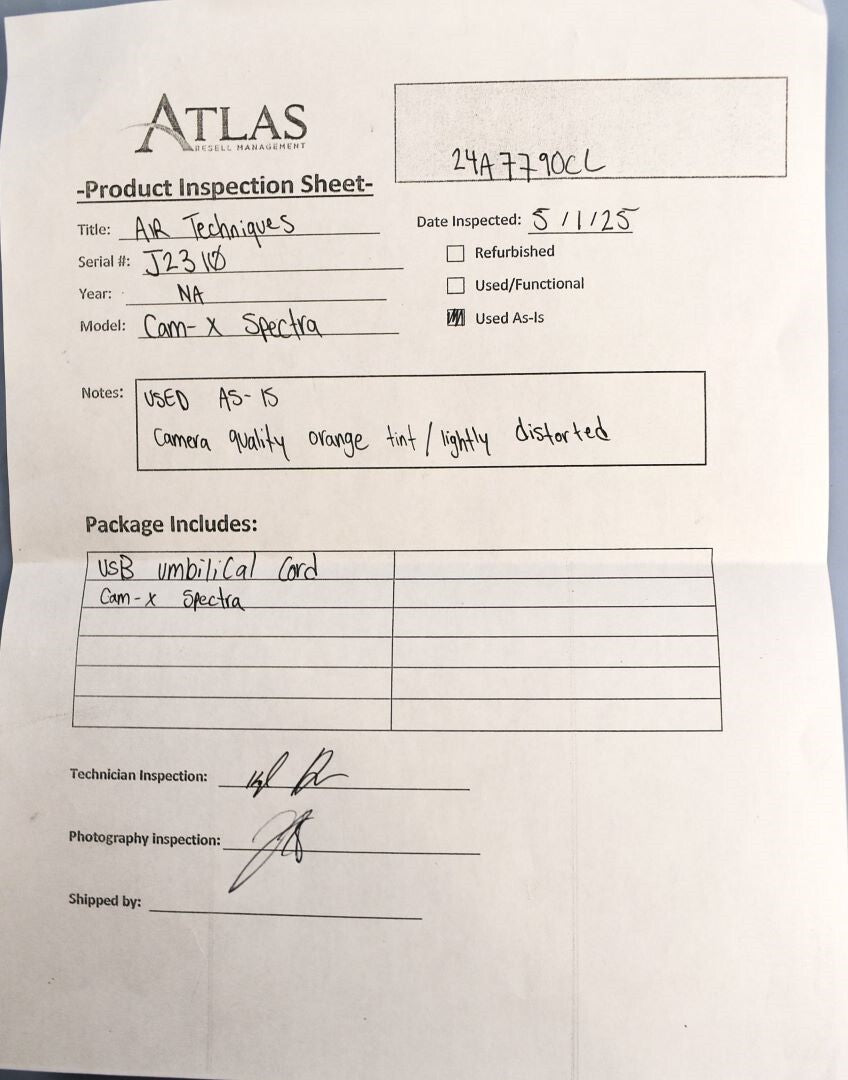 ATLAS
RESELL MANAGEMENT
24A7790CL
-Product Inspection Sheet-
Title: AIR Techniques
Date Inspected: 5/1/25
Serial #: J2310
Refurbished
Year: NA
Used/Functional
Model: Cam-X Spectra
Used As-Is
Notes: USED AS-IS
Camera quality orange tint/lightly distorted
Package Includes:
USB umbilical Cord
Cam-X Spectra
Technician Inspection:
Photography inspection:
Shipped by: